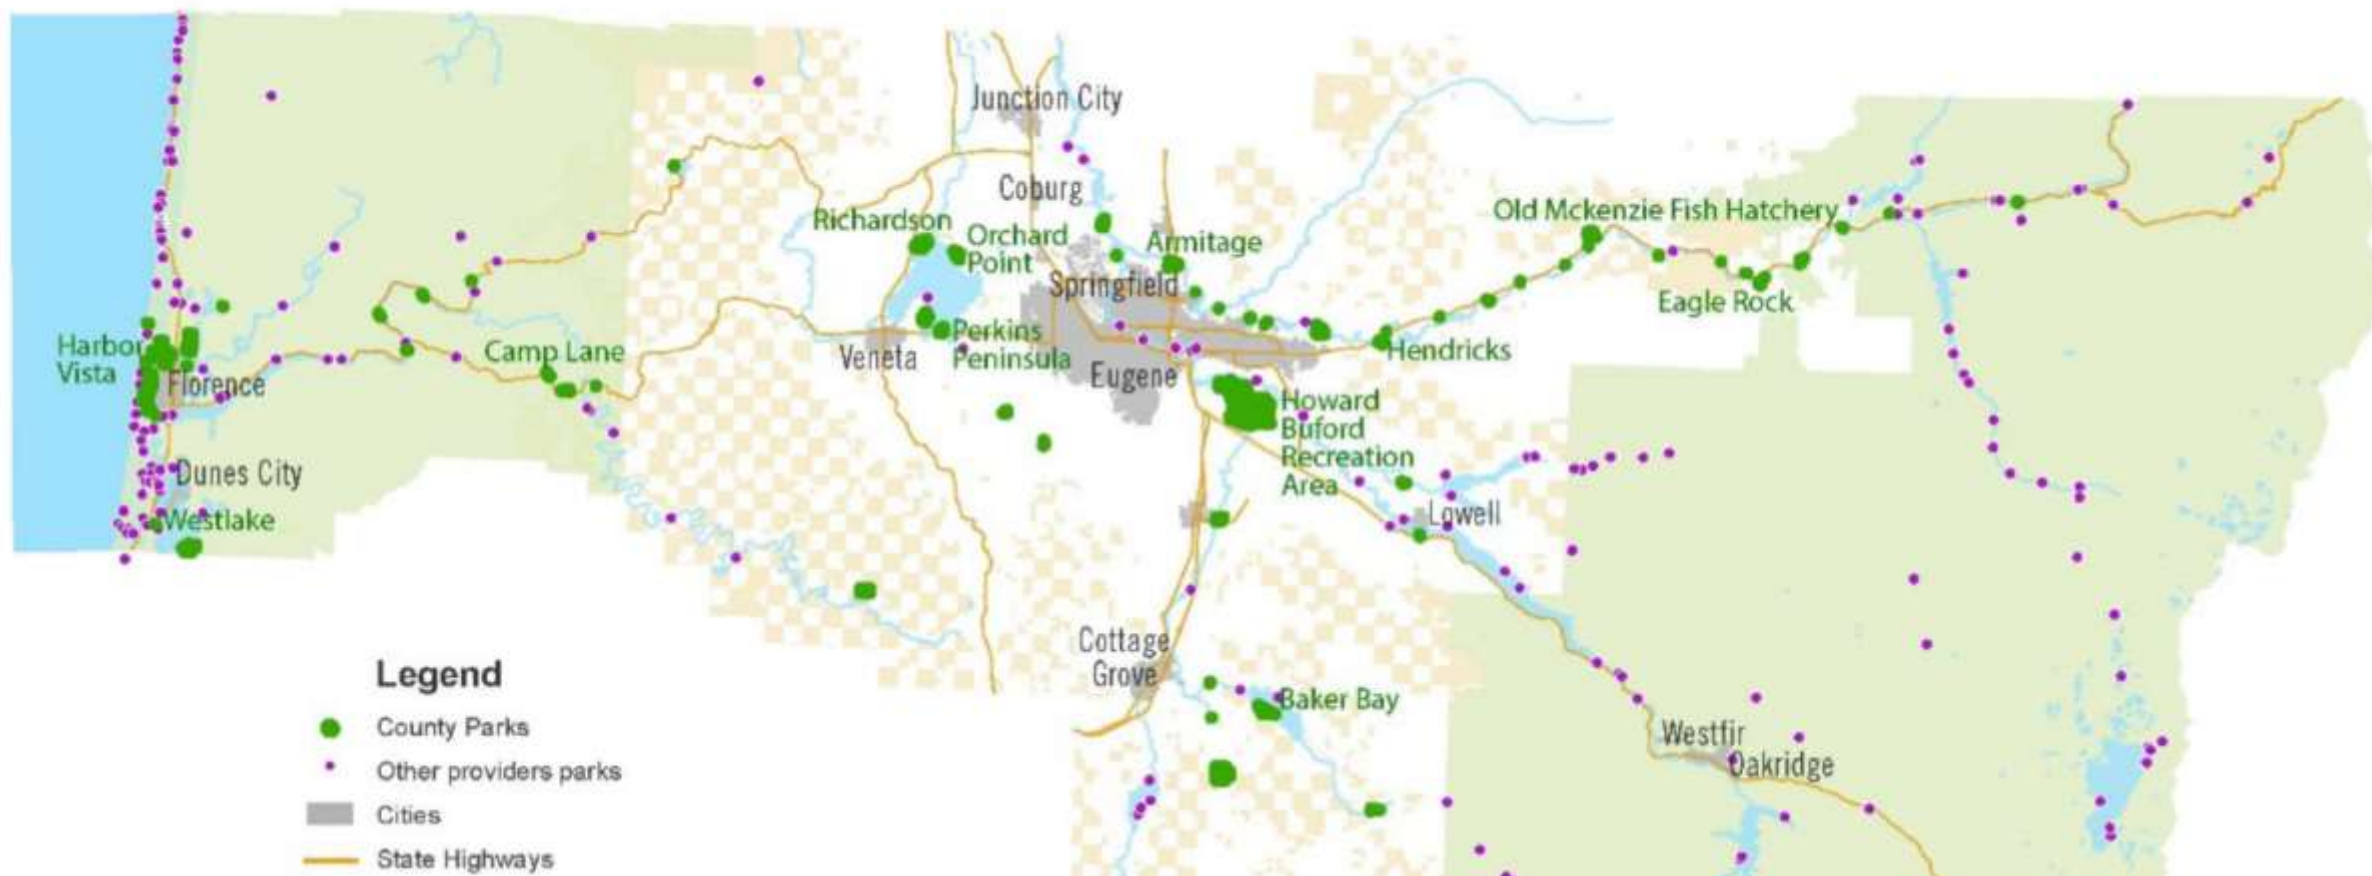 Junction City
Coburg
Richardson
Orchard
Point
Armitage
Old Mckenzie Fish Hatchery
Springfield
Eagle Rock
Harbor
Vista
Florence
Camp Lane
Veneta
Perkins
Peninsula
Eugene
Hendricks
Howard
Buford
Recreation
Area
Dunes City
Westlake
Lowell
Cottage
Grove
Baker Bay
Westfir
Oakridge
Legend
County Parks
Other providers parks
Cities
State Highways